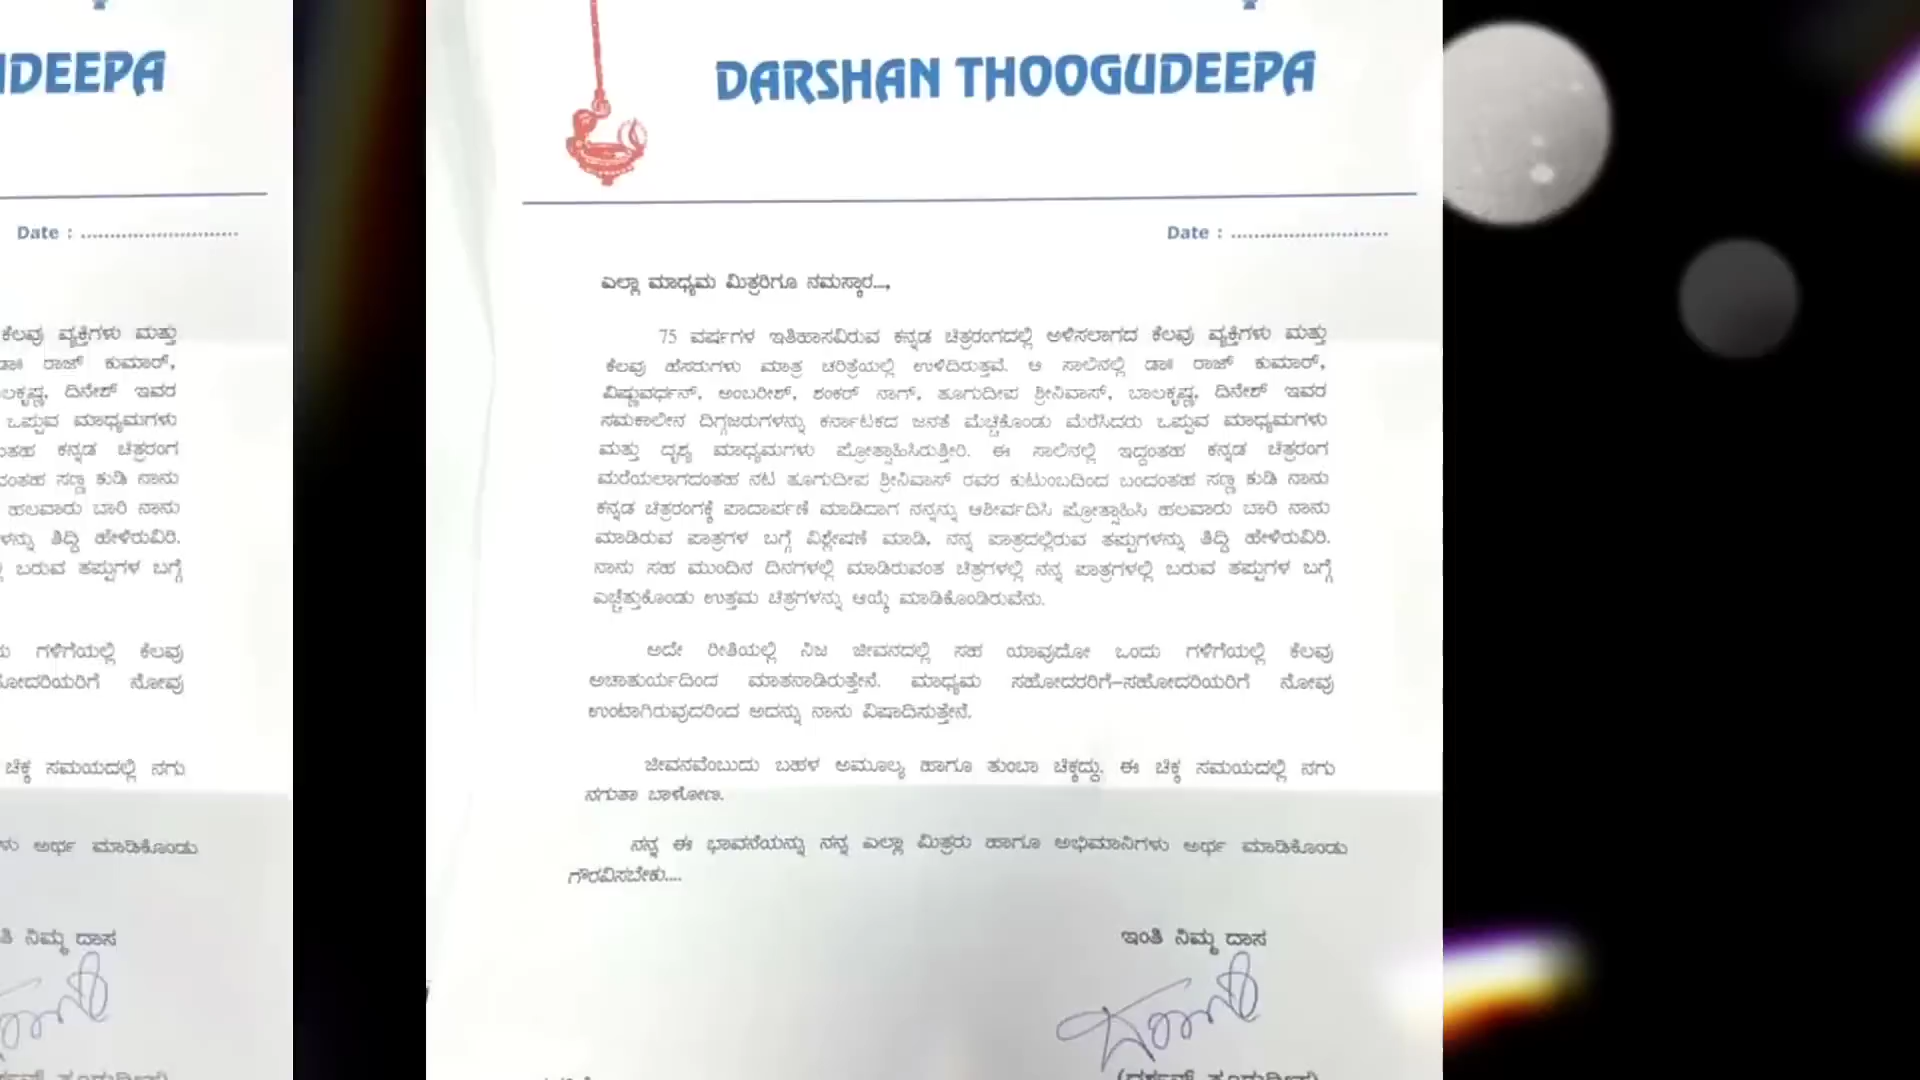 DARSHAN THOOGUDEEPA
Date : ...........................
ಎಲ್ಲಾ ಮಾಧ್ಯಮ ಮಿತ್ರರಿಗೂ ನಮಸ್ಕಾರ...,
75 ವರ್ಷಗಳ ಇತಿಹಾಸವಿರುವ ಕನ್ನಡ ಚಿತ್ರರಂಗದಲ್ಲಿ ಅಳಿಸಲಾಗದ ಕೆಲವು ವ್ಯಕ್ತಿಗಳು ಮತ್ತು
ಕೆಲವು ಹೆಸರುಗಳು ಮಾತ್ರ ಚರಿತ್ರೆಯಲ್ಲಿ ಉಳಿದಿರುತ್ತವೆ. ಆ ಸಾಲಿನಲ್ಲಿ ಡಾ॥ ರಾಜ್ ಕುಮಾರ್,
ವಿಷ್ಣುವರ್ಧನ್, ಅಂಬರೀಶ್, ಶಂಕರ್ ನಾಗ್, ತೂಗುದೀಪ ಶ್ರೀನಿವಾಸ್, ಬಾಲಕೃಷ್ಣ, ದಿನೇಶ್ ಇವರ
ಸಮಕಾಲೀನ ದಿಗ್ಗಜರುಗಳನ್ನು ಕರ್ನಾಟಕದ ಜನತೆ ಮೆಚ್ಚಿಕೊಂಡು ಮೆರೆಸಿದರು ಒಪ್ಪುವ ಮಾಧ್ಯಮಗಳು
ಮತ್ತು ದೃಶ್ಯ ಮಾಧ್ಯಮಗಳು ಪ್ರೋತ್ಸಾಹಿಸಿರುತ್ತೀರಿ. ಈ ಸಾಲಿನಲ್ಲಿ ಇದ್ದಂತಹ ಕನ್ನಡ ಚಿತ್ರರಂಗ
ಮರೆಯಲಾಗದಂತಹ ನಟ ತೂಗುದೀಪ ಶ್ರೀನಿವಾಸ್ ರವರ ಕುಟುಂಬದಿಂದ ಬಂದಂತಹ ಸಣ್ಣ ಕುಡಿ ನಾನು
ಕನ್ನಡ ಚಿತ್ರರಂಗಕ್ಕೆ ಪಾದಾರ್ಪಣೆ ಮಾಡಿದಾಗ ನನ್ನನ್ನು ಆಶೀರ್ವದಿಸಿ ಪ್ರೋತ್ಸಾಹಿಸಿ ಹಲವಾರು ಬಾರಿ ನಾನು
ಮಾಡಿರುವ ಪಾತ್ರಗಳ ಬಗ್ಗೆ ವಿಶ್ಲೇಷಣೆ ಮಾಡಿ, ನನ್ನ ಪಾತ್ರದಲ್ಲಿರುವ ತಪ್ಪುಗಳನ್ನು ತಿದ್ದಿ ಹೇಳಿರುವಿರಿ.
ನಾನು ಸಹ ಮುಂದಿನ ದಿನಗಳಲ್ಲಿ ಮಾಡಿರುವಂತ ಚಿತ್ರಗಳಲ್ಲಿ ನನ್ನ ಪಾತ್ರಗಳಲ್ಲಿ ಬರುವ ತಪ್ಪುಗಳ ಬಗ್ಗೆ
ಎಚ್ಚೆತ್ತುಕೊಂಡು ಉತ್ತಮ ಚಿತ್ರಗಳನ್ನು ಆಯ್ಕೆ ಮಾಡಿಕೊಂಡಿರುವೆನು.
ಅದೇ ರೀತಿಯಲ್ಲಿ ನಿಜ ಜೀವನದಲ್ಲಿ ಸಹ ಯಾವುದೋ ಒಂದು ಗಳಿಗೆಯಲ್ಲಿ ಕೆಲವು
ಅಚಾತುರ್ಯದಿಂದ ಮಾತನಾಡಿರುತ್ತೇನೆ. ಮಾಧ್ಯಮ ಸಹೋದರರಿಗೆ-ಸಹೋದರಿಯರಿಗೆ ನೋವು
ಉಂಟಾಗಿರುವುದರಿಂದ ಅದನ್ನು ನಾನು ವಿಷಾದಿಸುತ್ತೇನೆ.
ಜೀವನವೆಂಬುದು ಬಹಳ ಅಮೂಲ್ಯ ಹಾಗೂ ತುಂಬಾ ಚಿಕ್ಕದ್ದು. ಈ ಚಿಕ್ಕ ಸಮಯದಲ್ಲಿ ನಗು
ನಗುತಾ ಬಾಳೋಣ.
ನನ್ನ ಈ ಭಾವನೆಯನ್ನು ನನ್ನ ಎಲ್ಲಾ ಮಿತ್ರರು ಹಾಗೂ ಅಭಿಮಾನಿಗಳು ಅರ್ಥ ಮಾಡಿಕೊಂಡು
ಗೌರವಿಸಬೇಕು....
ಇಂತಿ ನಿಮ್ಮ ದಾಸ